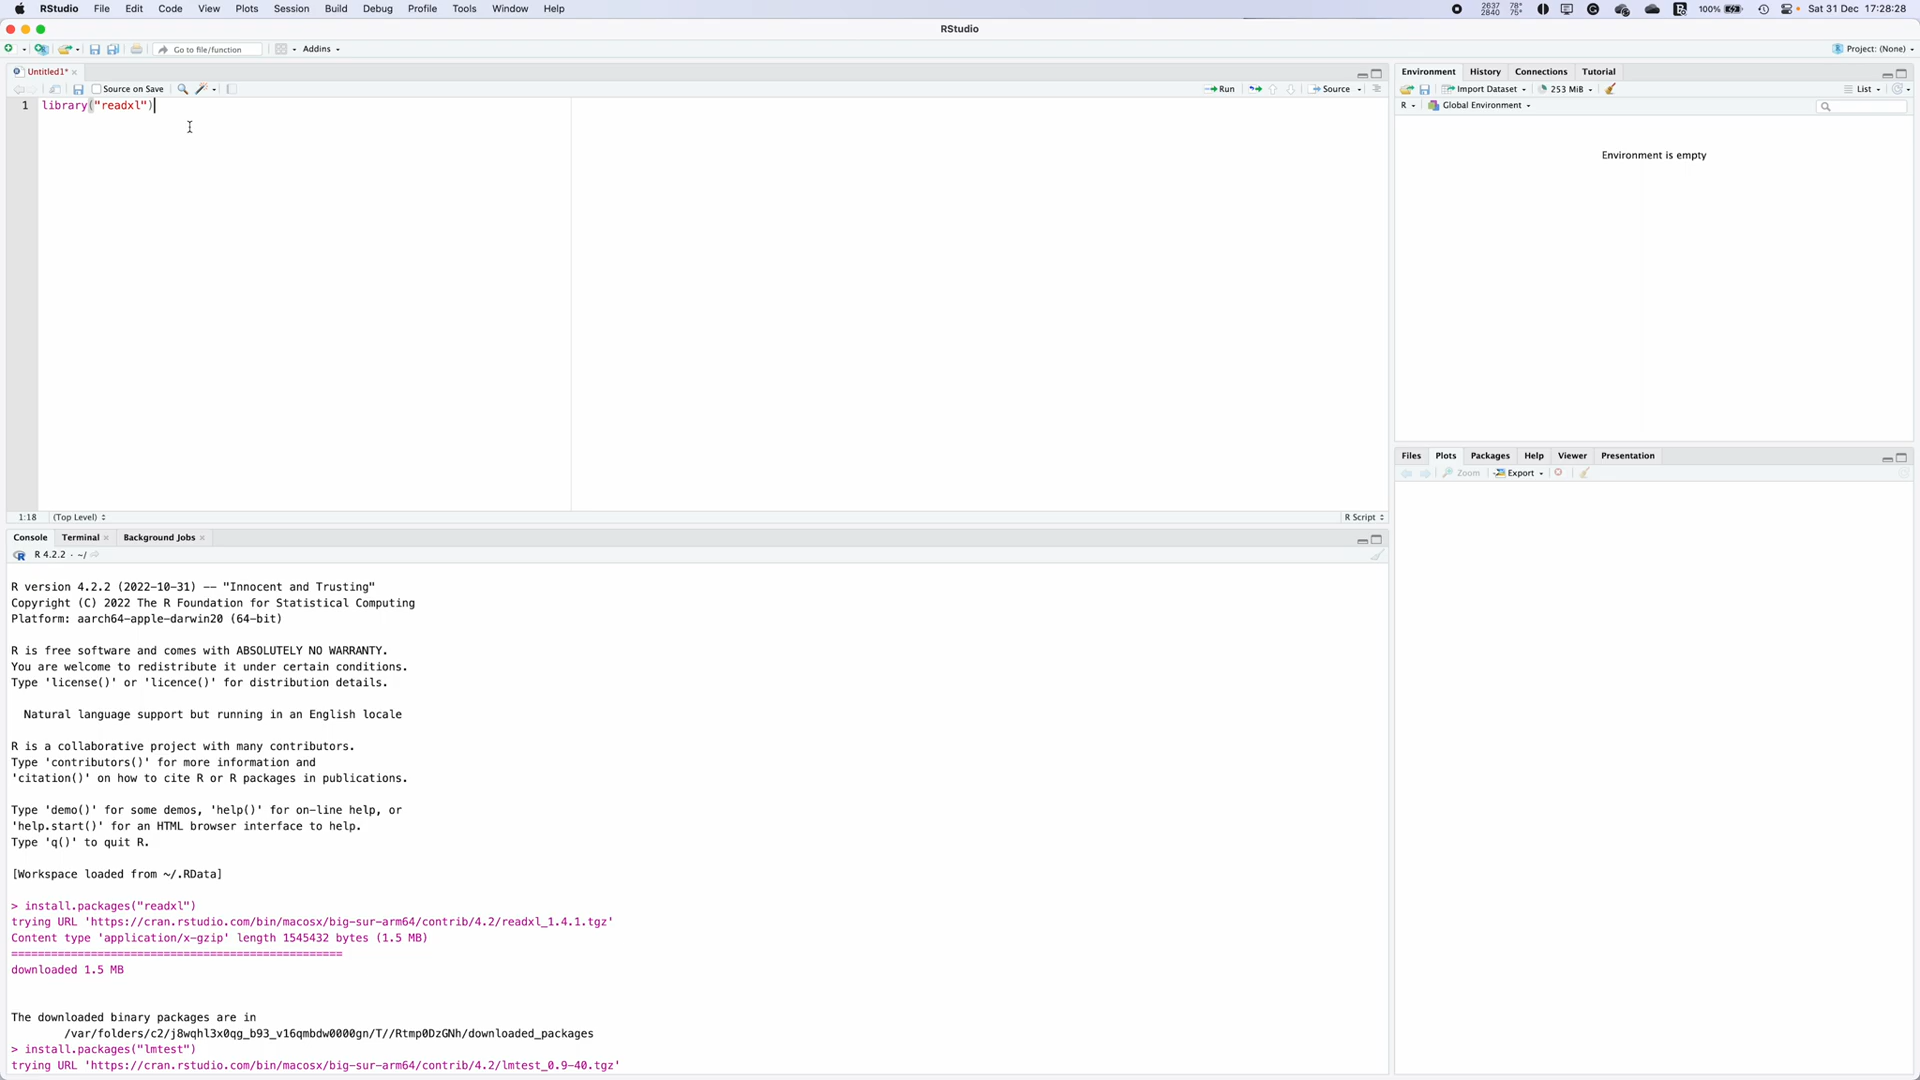 RStudio File Edit Code View Plots Session Build Debug Profile Tools Window Help 2637 2840 78° 75° 100% Sat 31 Dec 17:28:28
RStudio
Go to file/function Addins Project: (None)
Untitled1* Environment History Connections Tutorial
Source on Save Run Source Import Dataset 253 MiB List
R Global Environment
1 library("readxl")
Environment is empty
Files Plots Packages Help Viewer Presentation
Zoom Export
1:18 (Top Level) R Script
Console Terminal Background Jobs
R 4.2.2 · ~/
R version 4.2.2 (2022-10-31) -- "Innocent and Trusting"
Copyright (C) 2022 The R Foundation for Statistical Computing
Platform: aarch64-apple-darwin20 (64-bit)
R is free software and comes with ABSOLUTELY NO WARRANTY.
You are welcome to redistribute it under certain conditions.
Type 'license()' or 'licence()' for distribution details.
Natural language support but running in an English locale
R is a collaborative project with many contributors.
Type 'contributors()' for more information and
'citation()' on how to cite R or R packages in publications.
Type 'demo()' for some demos, 'help()' for on-line help, or
'help.start()' for an HTML browser interface to help.
Type 'q()' to quit R.
[Workspace loaded from ~/.RData]
> install.packages("readxl")
trying URL 'https://cran.rstudio.com/bin/macosx/big-sur-arm64/contrib/4.2/readxl_1.4.1.tgz'
Content type 'application/x-gzip' length 1545432 bytes (1.5 MB)
==================================================
downloaded 1.5 MB
The downloaded binary packages are in
/var/folders/c2/j8wqhl3x0qg_b93_v16qmbdw0000gn/T//Rtmp0DzGNh/downloaded_packages
> install.packages("lmtest")
trying URL 'https://cran.rstudio.com/bin/macosx/big-sur-arm64/contrib/4.2/lmtest_0.9-40.tgz'